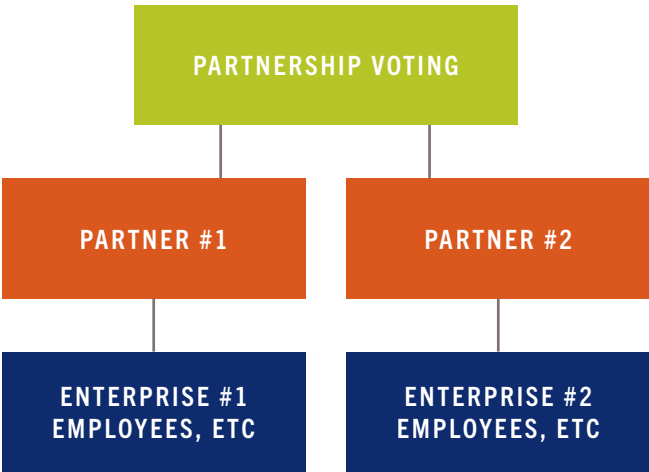 PARTNERSHIP VOTING
PARTNER #1
PARTNER #2
ENTERPRISE #1
EMPLOYEES, ETC
ENTERPRISE #2
EMPLOYEES, ETC